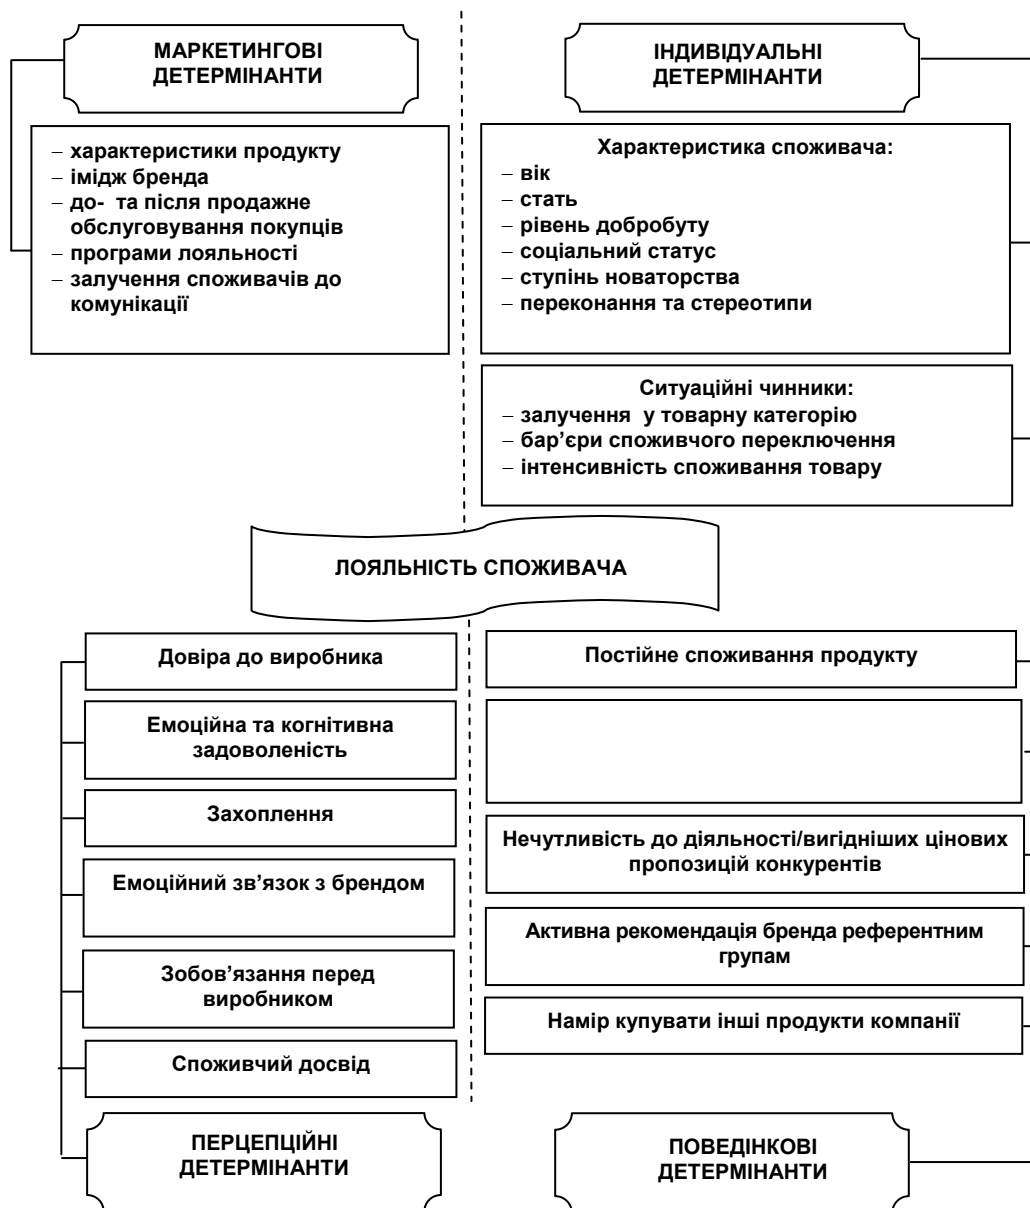 МАРКЕТИНГОВІ
ДЕТЕРМІНАНТИ
– характеристики продукту
– імідж бренда
– до- та після продажне
обслуговування покупців
– програми лояльності
– залучення споживачів до
комунікації
ІНДИВІДУАЛЬНІ
ДЕТЕРМІНАНТИ
Характеристика споживача:
– вік
– стать
– рівень добробуту
– соціальний статус
– ступінь новаторства
– переконання та стереотипи
Ситуаційні чинники:
– залучення у товарну категорію
– бар’єри споживчого переключення
– інтенсивність споживання товару
ЛОЯЛЬНІСТЬ СПОЖИВАЧА
Довіра до виробника
Емоційна та когнітивна
задоволеність
Захоплення
Емоційний зв’язок з брендом
Зобов’язання перед
виробником
Споживчий досвід
ПЕРЦЕПЦІЙНІ
ДЕТЕРМІНАНТИ
Постійне споживання продукту
Нечутливість до діяльності/вигідніших цінових
пропозицій конкурентів
Активна рекомендація бренда референтним
групам
Намір купувати інші продукти компанії
ПОВЕДІНКОВІ
ДЕТЕРМІНАНТИ